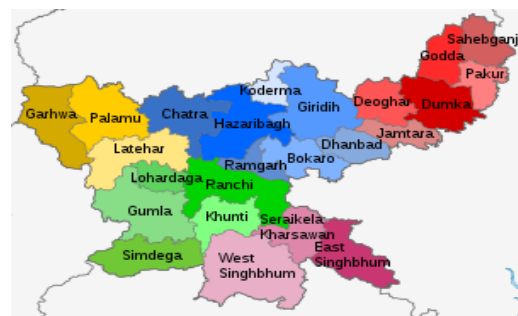 Sahebganj
Godda
Pakur
Koderma
Giridih
Deoghar
Dumka
Garhwa
Palamu
Chatra
Hazaribagh
Jamtara
Dhanbad
Latehar
Ramgarh
Bokaro
Lohardaga
Ranchi
Gumla
Khunti
Seraikela
Kharsawan
Simdega
West
Singhbhum
East
Singhbhum